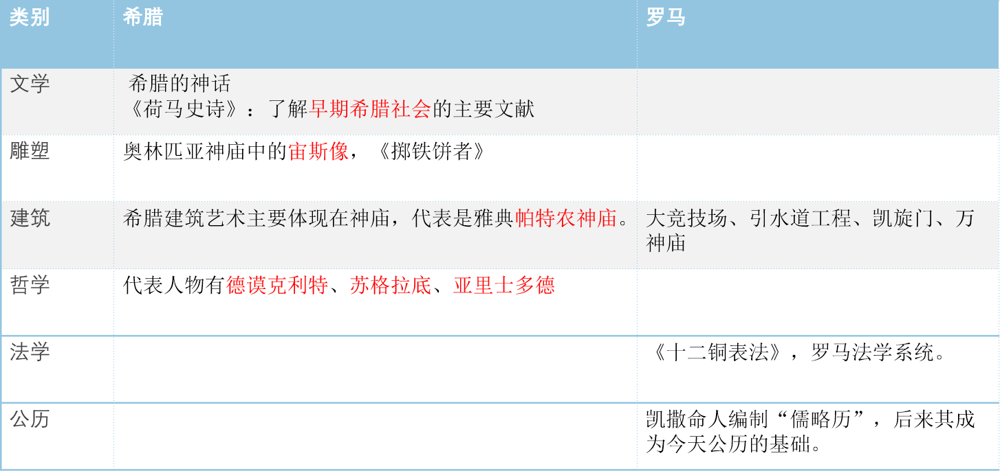 类别 希腊 罗马
文学 希腊的神话
《荷马史诗》:了解早期希腊社会的主要文献
雕塑 奥林匹亚神庙中的宙斯像，《掷铁饼者》
建筑 希腊建筑艺术主要体现在神庙，代表是雅典帕特农神庙。 大竞技场、引水道工程、凯旋门、万
神庙
哲学 代表人物有德谟克利特、苏格拉底、亚里士多德
法学 《十二铜表法》，罗马法学系统。
公历 凯撒命人编制“儒略历”，后来其成
为今天公历的基础。